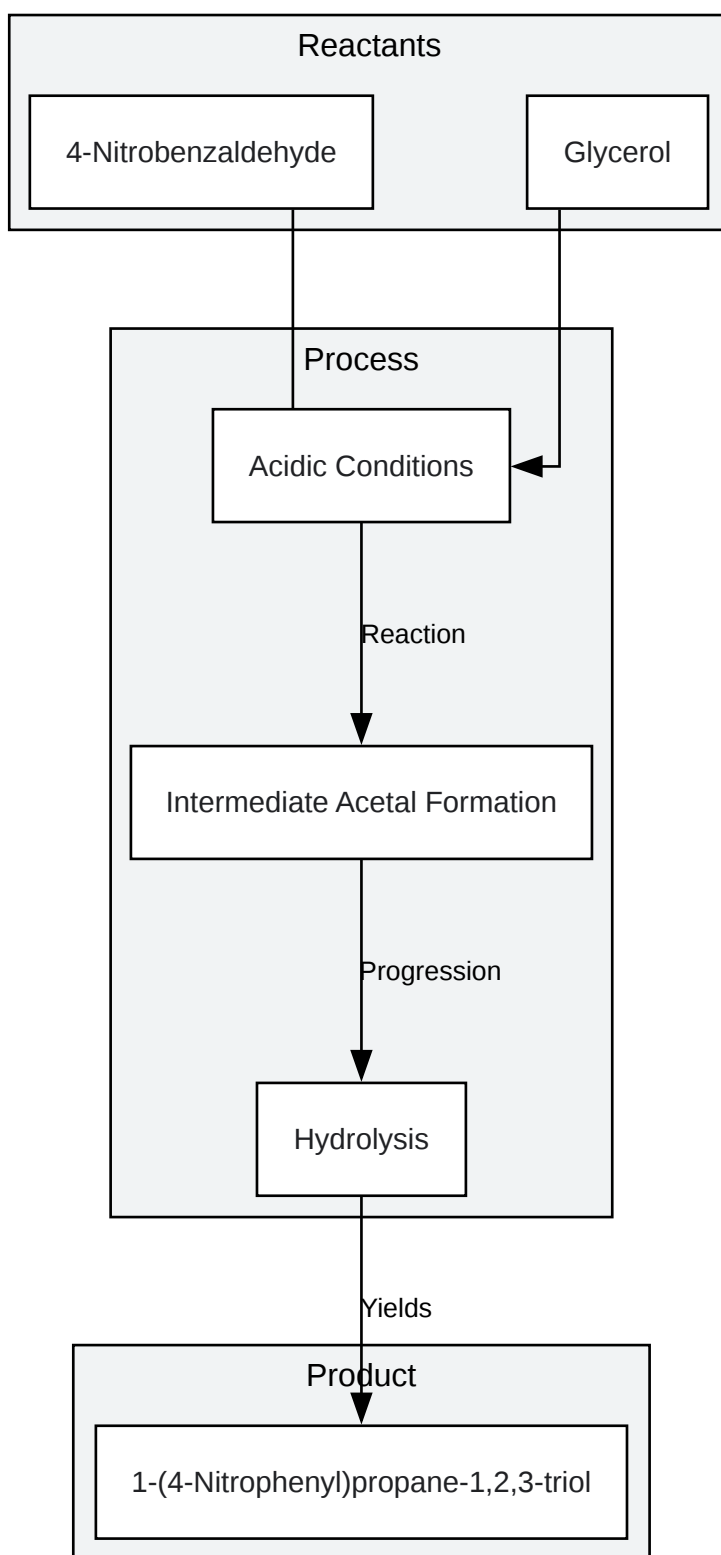 Reactants
4-Nitrobenzaldehyde
Glycerol
Process
Acidic Conditions
Reaction
Intermediate Acetal Formation
Progression
Hydrolysis
Yields
Product
1-(4-Nitrophenyl)propane-1,2,3-triol